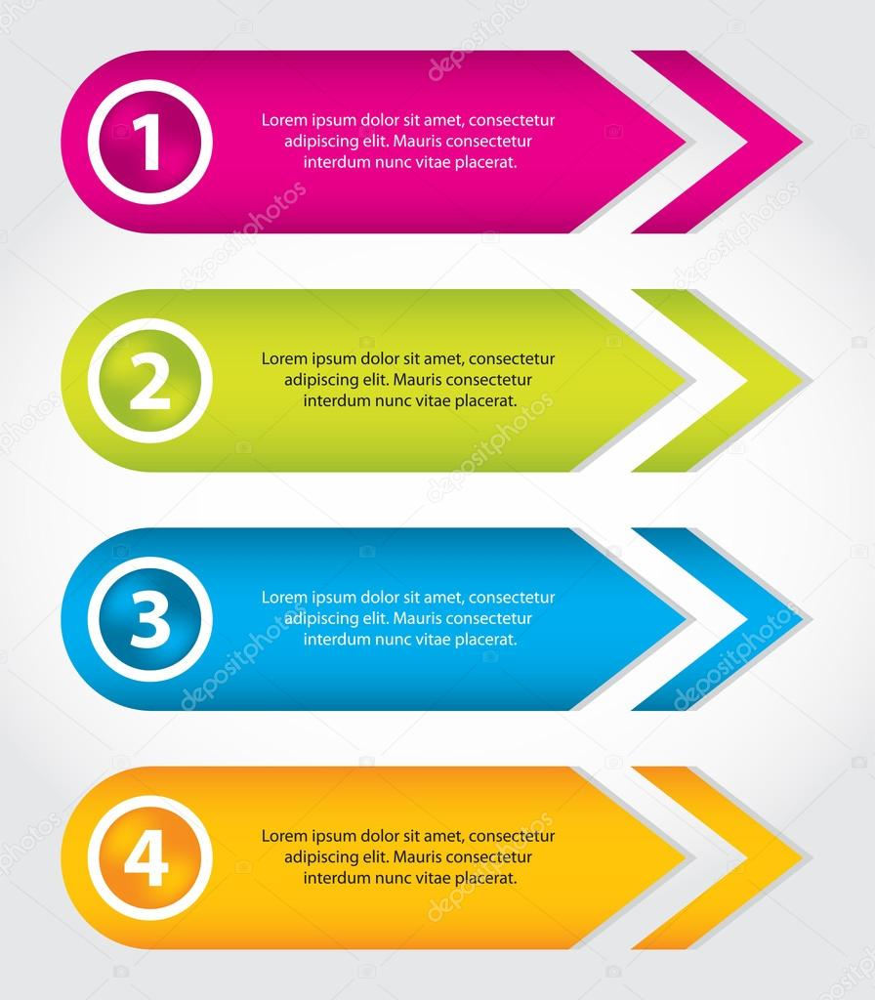 1
Lorem ipsum dolor sit amet, consectetur
adipiscing elit. Mauris consectetur
interdum nunc vitae placerat.
2
Lorem ipsum dolor sit amet, consectetur
adipiscing elit. Mauris consectetur
interdum nunc vitae placerat.
3
Lorem ipsum dolor sit amet, consectetur
adipiscing elit. Mauris consectetur
interdum nunc vitae placerat.
4
Lorem ipsum dolor sit amet, consectetur
adipiscing elit. Mauris consectetur
interdum nunc vitae placerat.
depositphotos